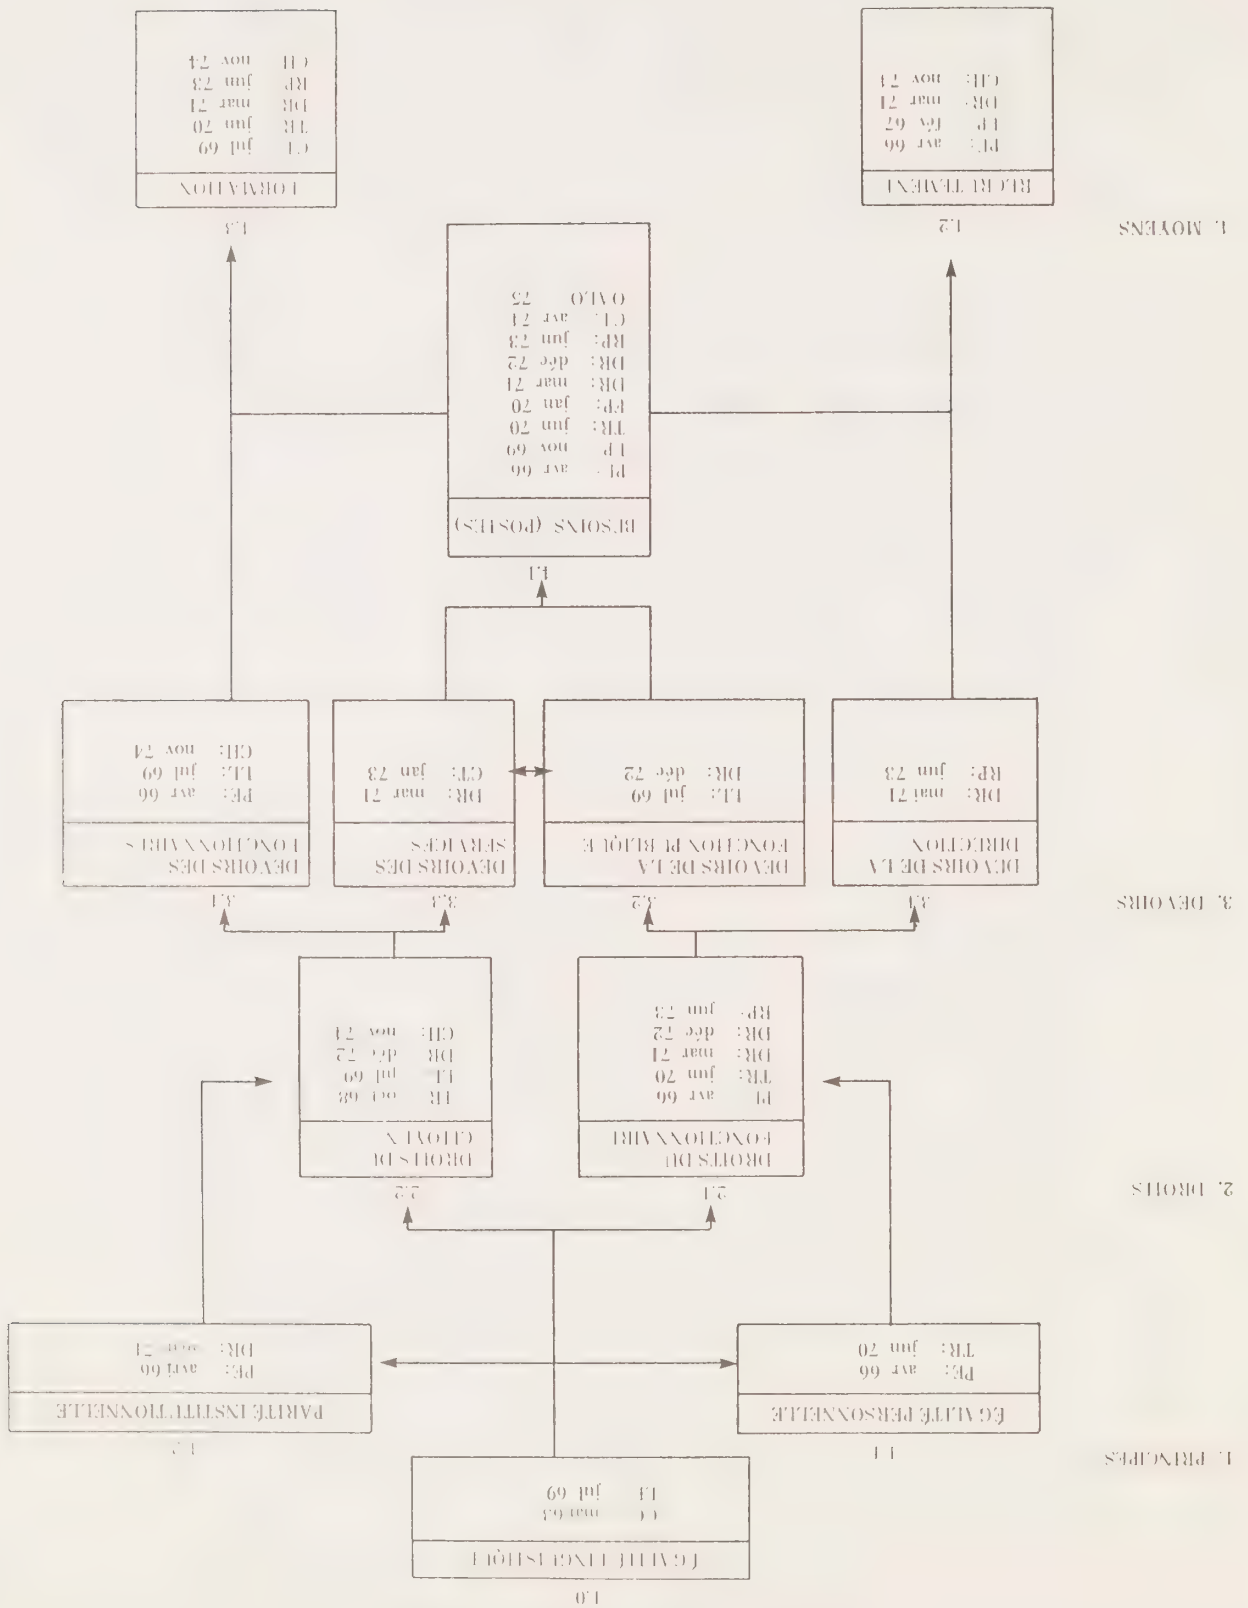 1.0
ÉGALITÉ LINGUISTIQUE
CC mai 63
LL jul 69
1. PRINCIPES
1.1
ÉGALITÉ PERSONNELLE
PE: avr 66
TR: jun 70
1.2
PARITÉ INSTITUTIONNELLE
PE: avril 66
DR: 71
2. DROITS
2.1
DROITS DU
FONCTIONNAIRE
PE avr 66
TR: jun 70
DR: mar 71
DR: déc 72
RP: jun 73
2.2
DROITS DU
CITOYEN
FR oct 68
LL jul 69
DR déc 72
CH: nov 74
3. DEVOIRS
3.1
DEVOIRS DE LA
DIRECTION
DR: mai 71
RP: jun 73
3.2
DEVOIRS DE LA
FONCTION PUBLIQUE
LL: jul 69
DR: déc 72
3.3
DEVOIRS DES
SERVICES
DR: mar 71
CT: jan 73
3.4
DEVOIRS DES
FONCTIONNAIRES
PE: avr 66
LL: jul 69
CH: nov 74
4.1
BESOINS (POSTES)
PE: avr 66
EP nov 69
TR: jun 70
FP: jan 70
DR: mar 71
DR: déc 72
RP: jun 73
CT: avr 74
OALO 75
4. MOYENS
4.2
RECRUTEMENT
PE: avr 66
EP fév 67
DR: mar 71
CH: nov 74
4.3
FORMATION
CT jul 69
TR jun 70
DR mar 71
RP jun 73
CH nov 74